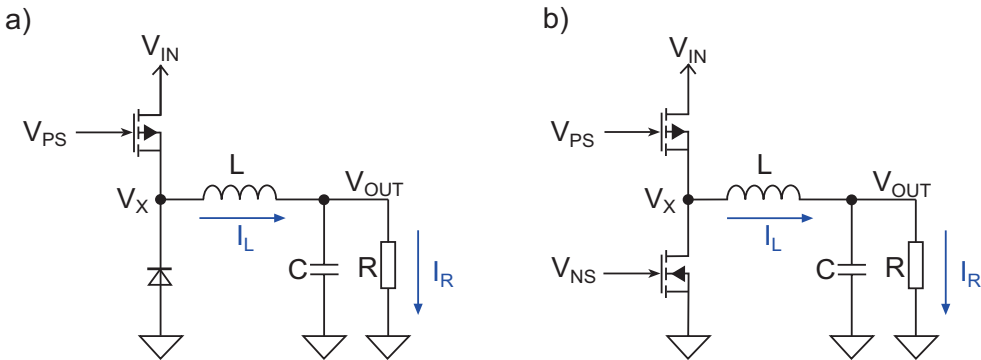 a)
V_IN
V_PS
V_X
L
I_L
V_OUT
C
R
I_R
b)
V_IN
V_PS
V_X
L
I_L
V_OUT
V_NS
C
R
I_R